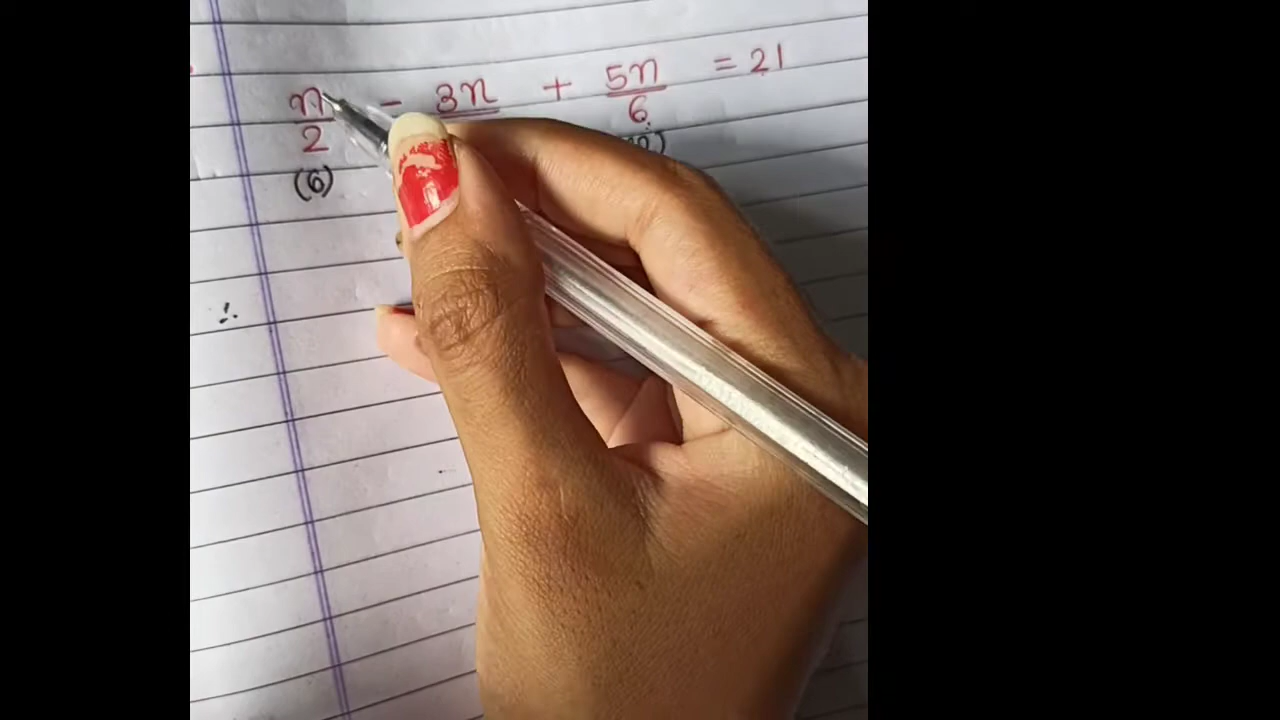 n/2 - 3n + 5n/6 = 21
(6)
∴